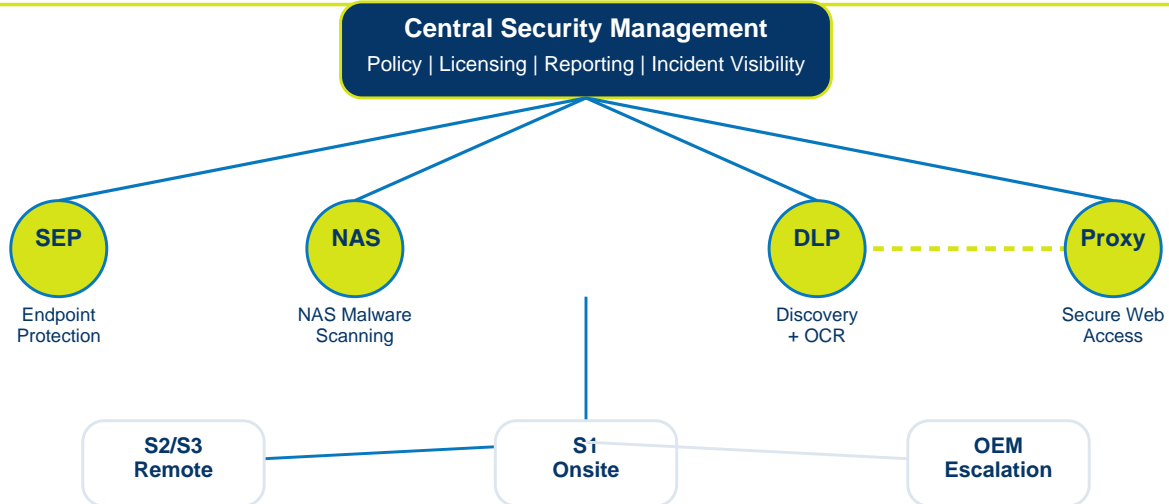 Central Security Management
Policy | Licensing | Reporting | Incident Visibility
SEP
NAS
DLP
Proxy
Endpoint
Protection
NAS Malware
Scanning
Discovery
+ OCR
Secure Web
Access
S2/S3
Remote
S1
Onsite
OEM
Escalation